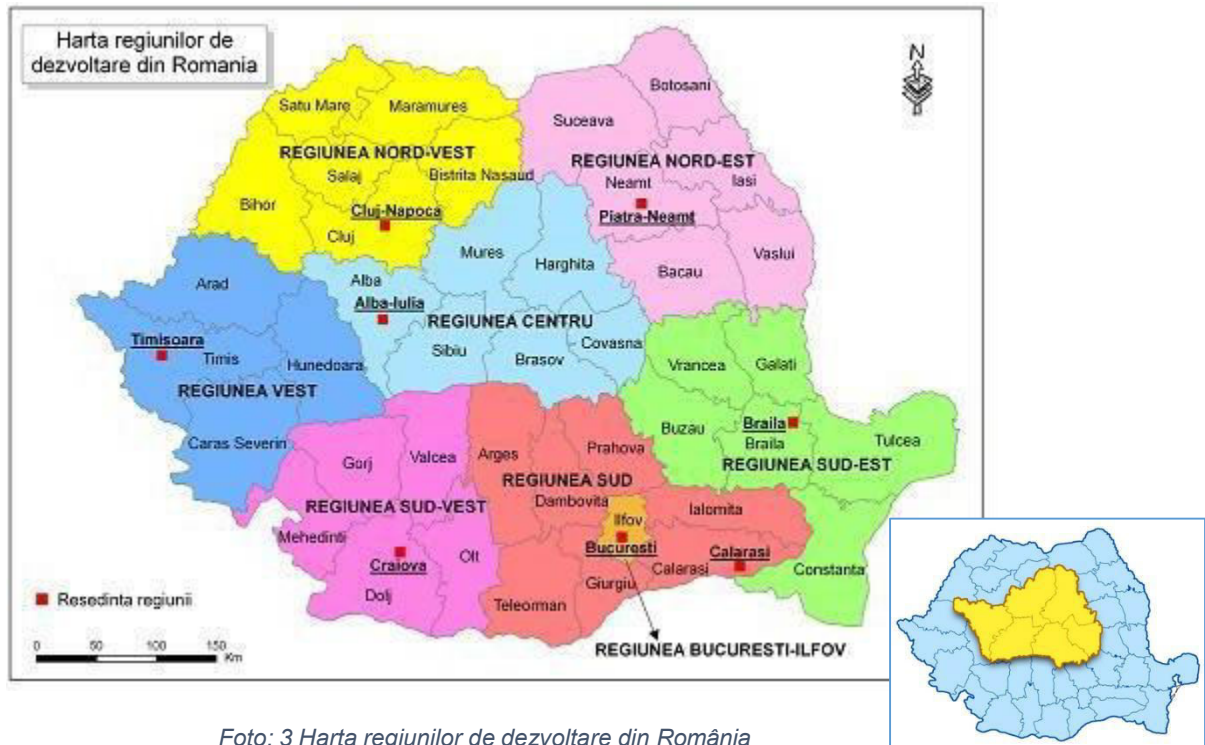 Harta regiunilor de
dezvoltare din Romania
N
Satu Mare
Maramures
Botosani
Suceava
REGIUNEA NORD-VEST
REGIUNEA NORD-EST
Salaj
Bistrita Nasaud
Neamt
Iasi
Bihor
Cluj-Napoca
Piatra-Neamt
Cluj
Mures
Harghita
Vaslui
Bacau
Arad
Alba
Alba-Iulia
REGIUNEA CENTRU
Timisoara
Timis
Hunedoara
Sibiu
Brasov
Covasna
Vrancea
Galati
REGIUNEA VEST
Caras Severin
Gorj
Valcea
Arges
Prahova
Buzau
Braila
Braila
Tulcea
REGIUNEA SUD-EST
REGIUNEA SUD
REGIUNEA SUD-VEST
Dambovita
Ilfov
Ialomita
Mehedinti
Craiova
Olt
Bucuresti
Calarasi
Dolj
Giurgiu
Calarasi
Constanta
Teleorman
Resedinta regiunii
0 50 100 150
Km
REGIUNEA BUCURESTI-ILFOV
Foto: 3 Harta regiunilor de dezvoltare din România